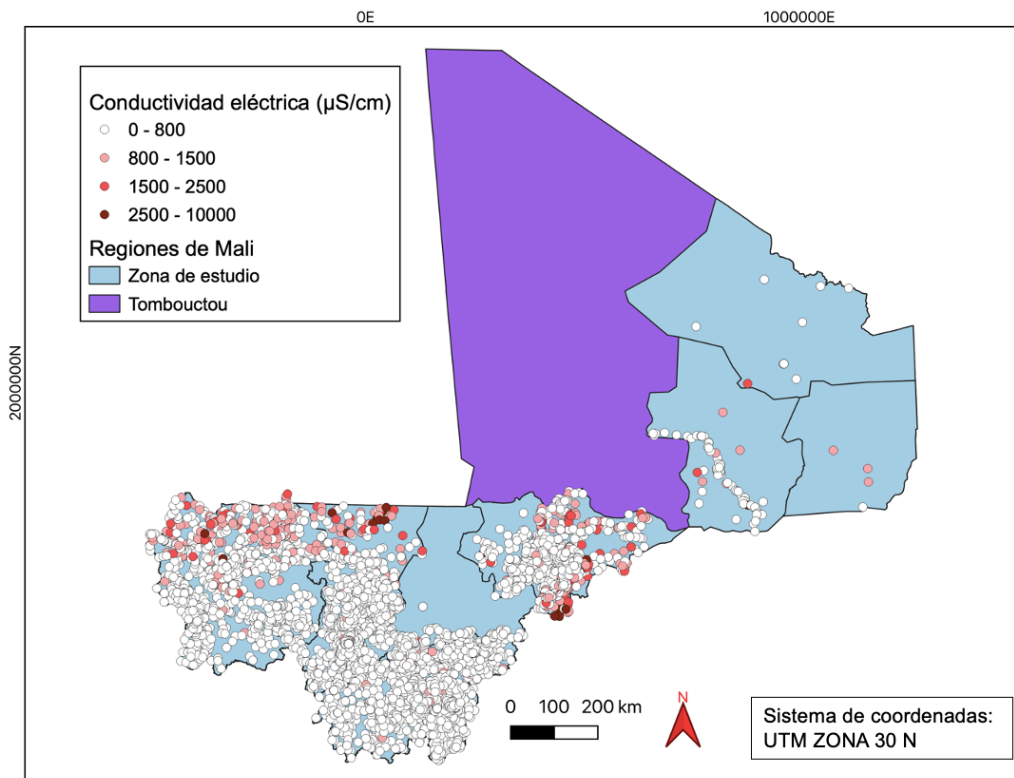 0E
1000000E
2000000N
Conductividad eléctrica (µS/cm)
0 - 800
800 - 1500
1500 - 2500
2500 - 10000
Regiones de Mali
Zona de estudio
Tombouctou
0 100 200 km
N
Sistema de coordenadas:
UTM ZONA 30 N